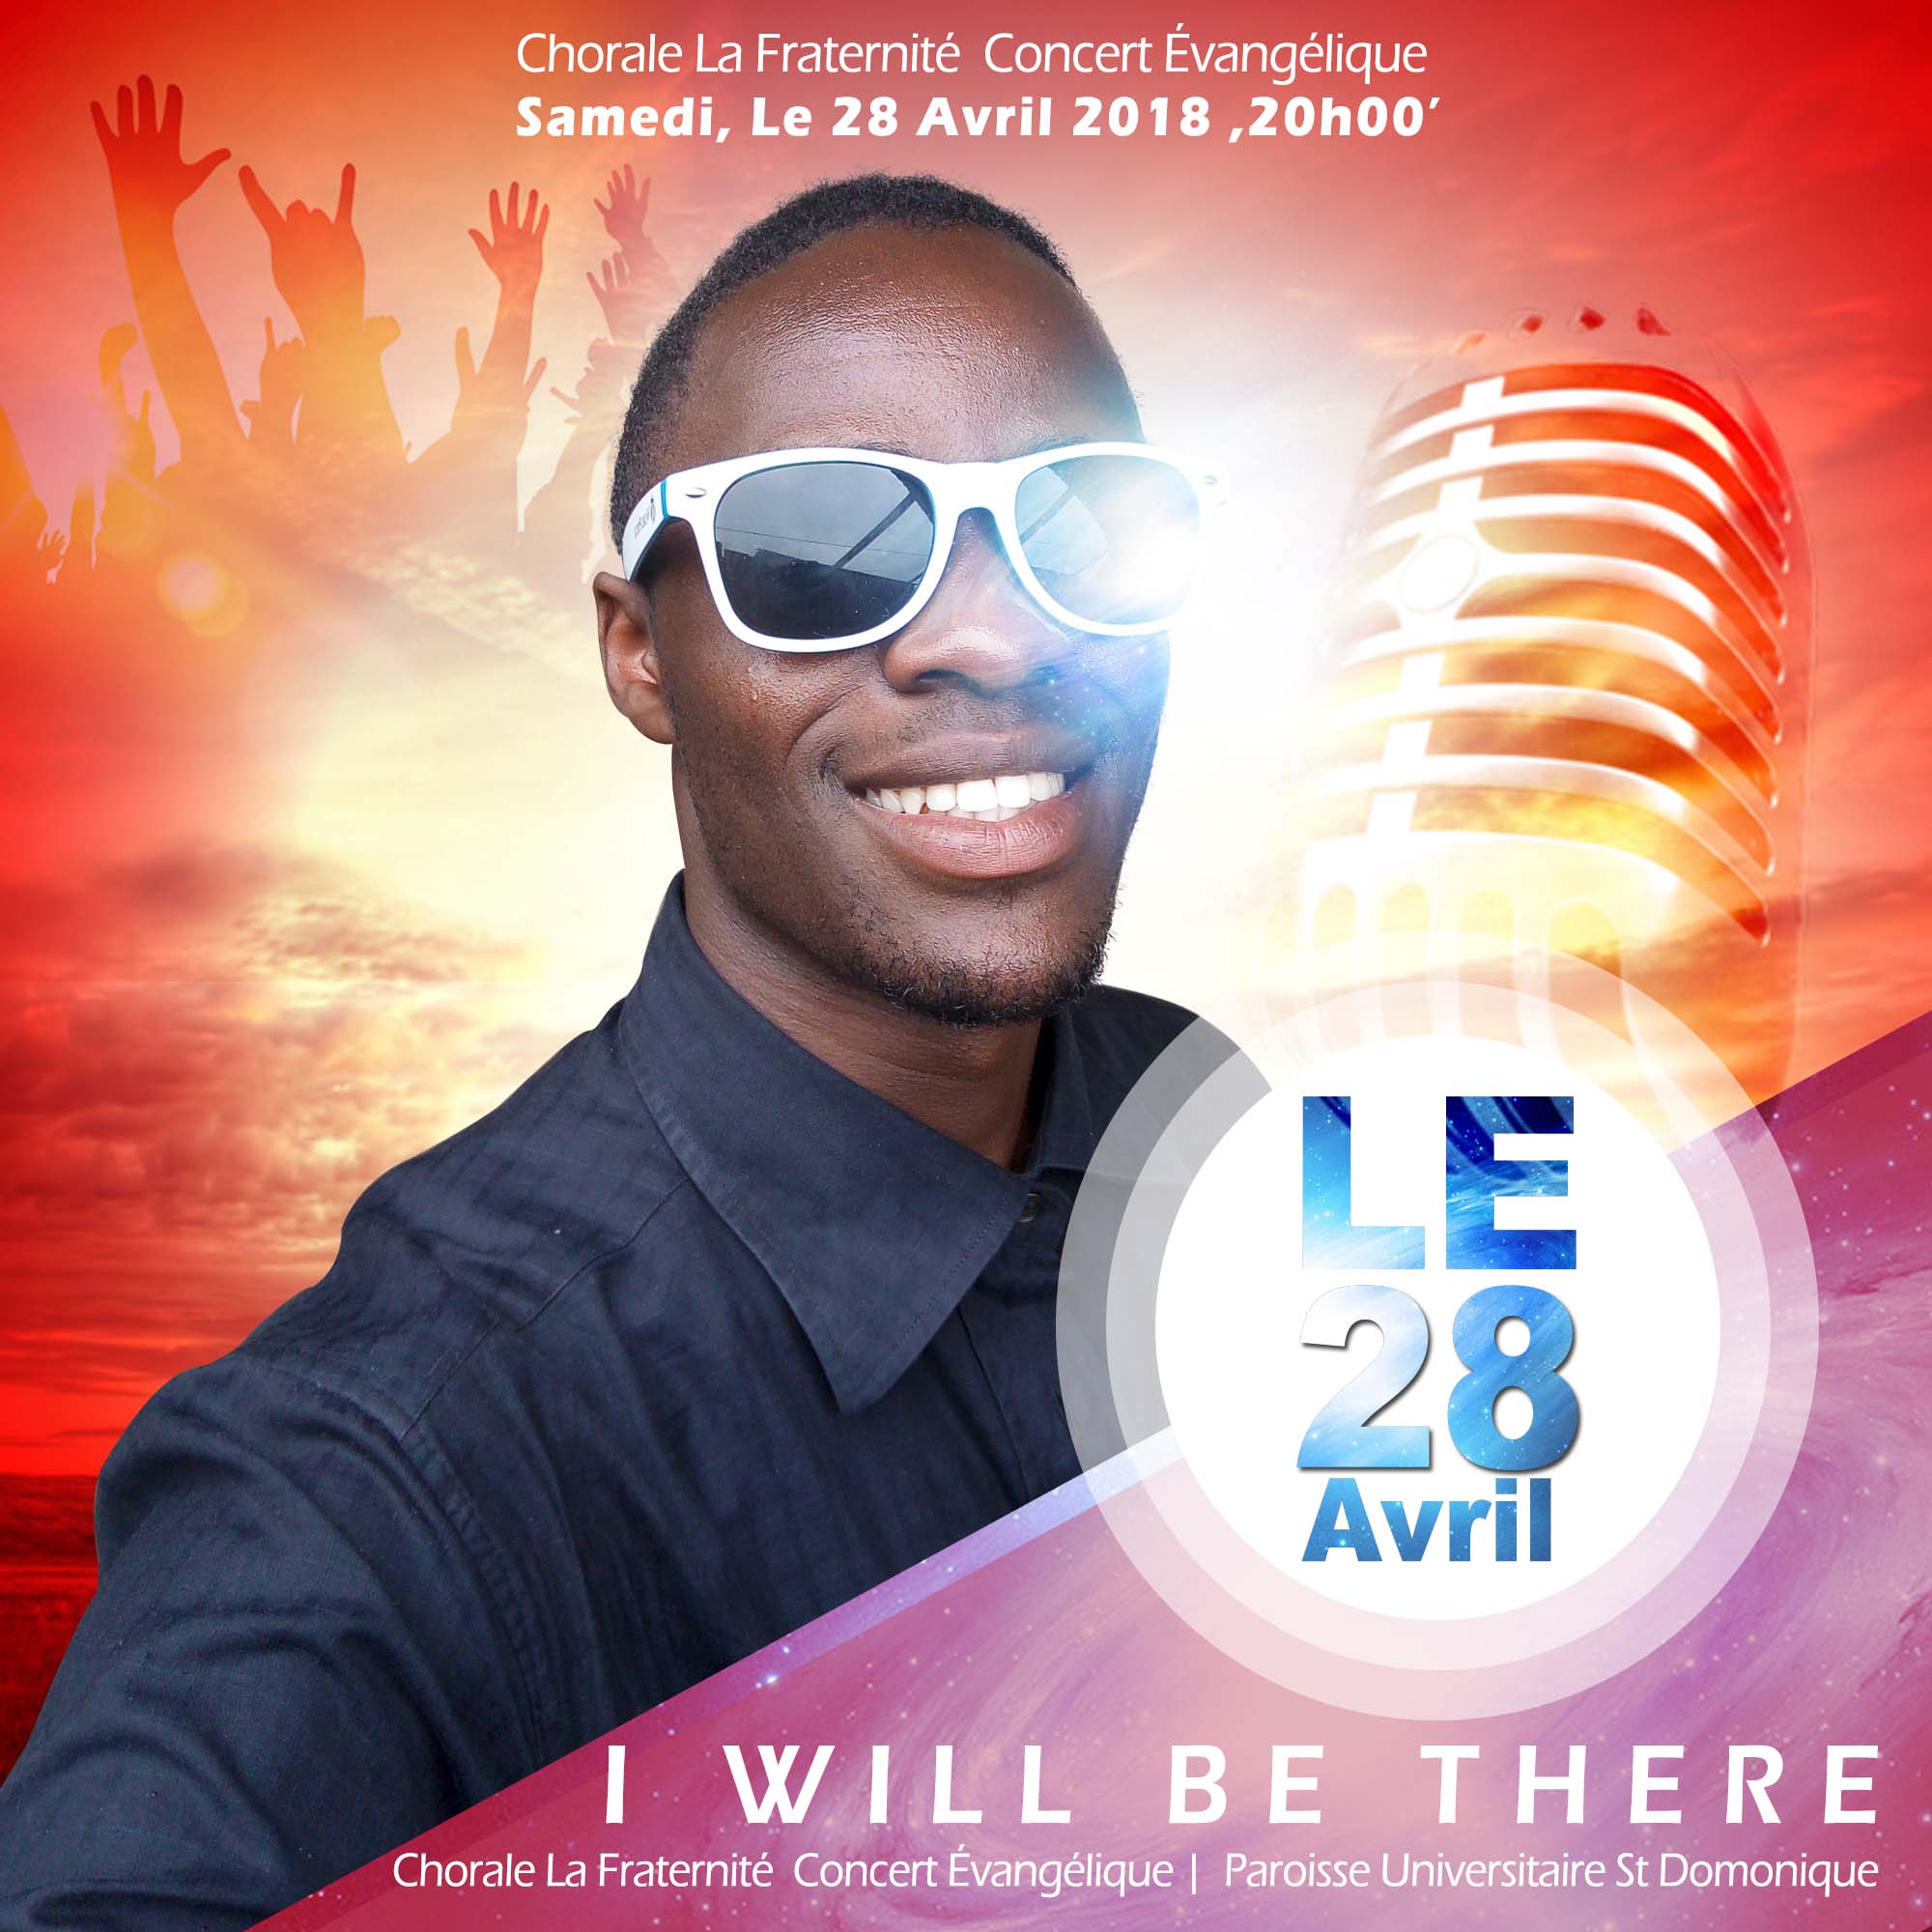 Chorale La Fraternité Concert Évangélique
Samedi, Le 28 Avril 2018 ,20h00’
LE
28
Avril
I WILL BE THERE
Chorale La Fraternité Concert Évangélique | Paroisse Universitaire St Domonique